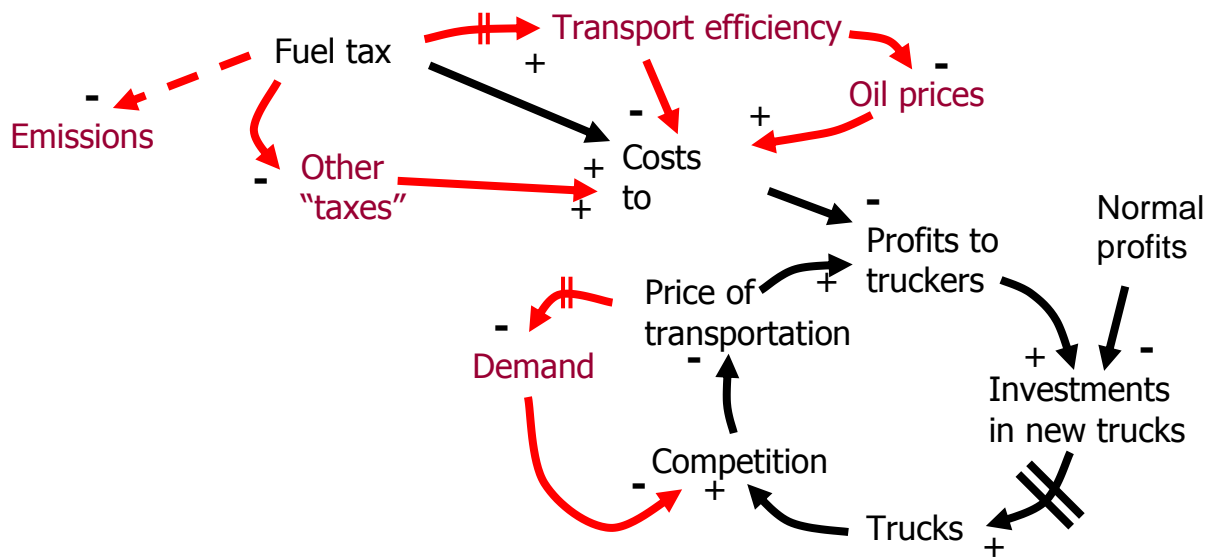 Transport efficiency
Fuel tax
+
-
-
Oil prices
Emissions
-
+
Other
“taxes”
-
+
Costs
to
+
-
Normal
profits
Profits to
truckers
+
Price of
transportation
-
Demand
-
+
-
Investments
in new trucks
Competition
-
+
Trucks
+